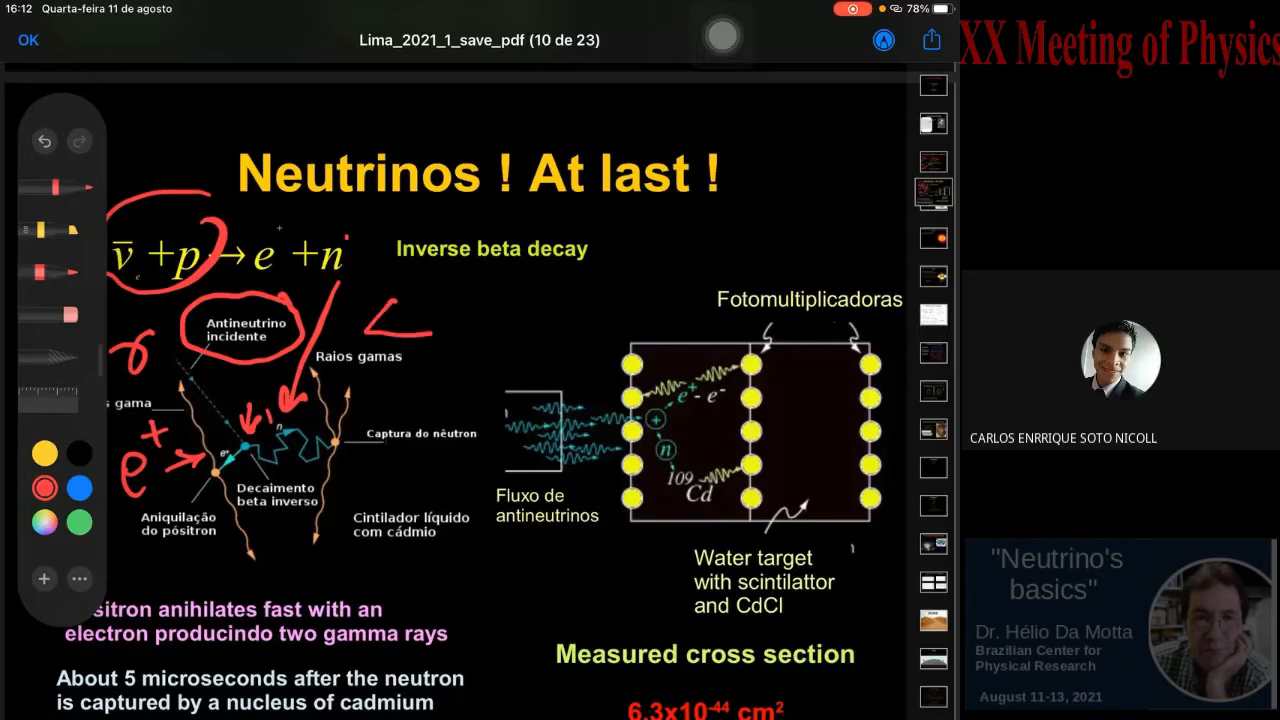 16:12 Quarta-feira 11 de agosto
78%
OK
Lima_2021_1_save_pdf (10 de 23)
XX Meeting of Physics
Neutrinos ! At last !
ν̄e + p → e+ + n
Inverse beta decay
Fotomultiplicadoras
Antineutrino
incidente
γ
Raios gamas
s gama
e+
e+
n
Captura do nêutron
e+ - e-
+
n
109
Cd
Decaimento
beta inverso
Fluxo de
antineutrinos
Aniquilação
do pósitron
Cintilador líquido
com cádmio
Water target
with scintilattor
and CdCl
sitron anihilates fast with an
electron producindo two gamma rays
Measured cross section
About 5 microseconds after the neutron
is captured by a nucleus of cadmium
6.3x10-44 cm2
CARLOS ENRRIQUE SOTO NICOLL
"Neutrino's
basics"
Dr. Hélio Da Motta
Brazilian Center for
Physical Research
August 11-13, 2021